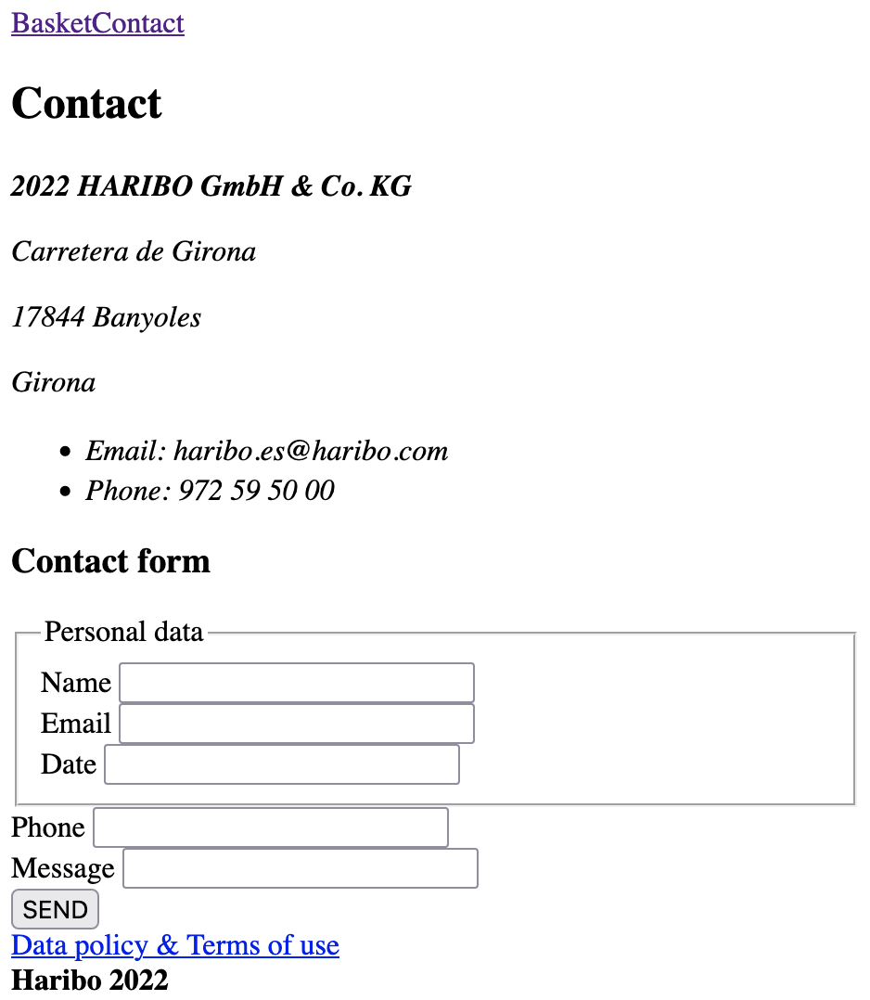 BasketContact
Contact
2022 HARIBO GmbH & Co. KG
Carretera de Girona
17844 Banyoles
Girona
• Email: haribo.es@haribo.com
• Phone: 972 59 50 00
Contact form
Personal data
Name
Email
Date
Phone
Message
SEND
Data policy & Terms of use
Haribo 2022